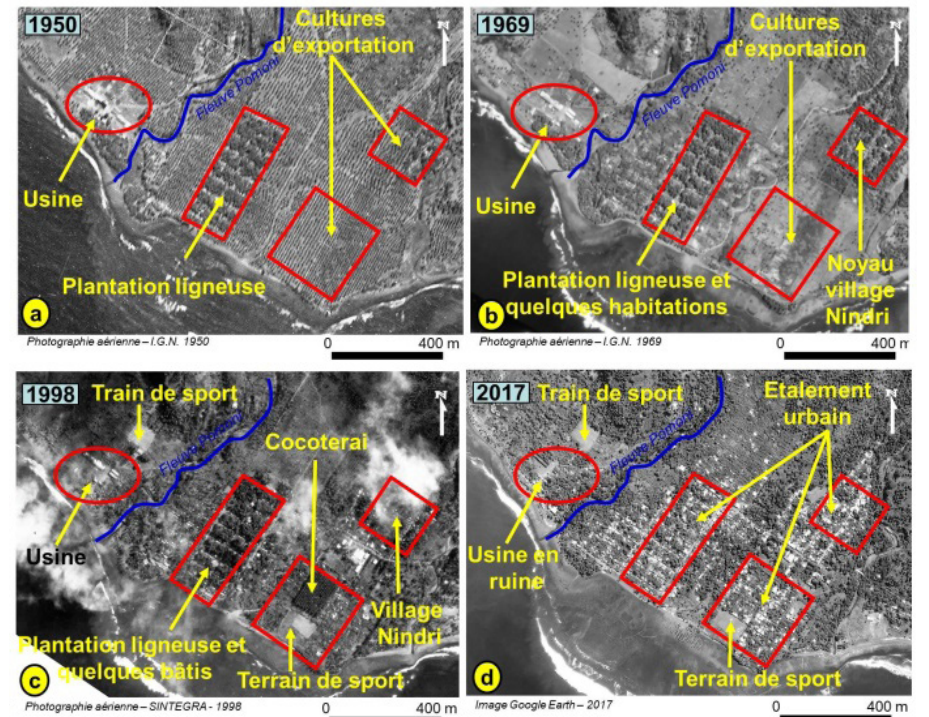 1950
Cultures
d'exportation
N
Fleuve Pomoni
Usine
Plantation ligneuse
a
Photographie aérienne – I.G.N. 1950
0 400 m
1969
Cultures
d'exportation
N
Fleuve Pomoni
Usine
Plantation ligneuse et
quelques habitations
Noyau
village
Nindri
b
Photographie aérienne – I.G.N. 1969
0 400 m
1998
Train de sport
N
Fleuve Pomoni
Cocoterai
Usine
Plantation ligneuse et
quelques bâtis
Village
Nindri
Terrain de sport
c
Photographie aérienne – SINTEGRA - 1998
0 400 m
2017
Train de sport
Etalement
urbain
N
Fleuve Pomoni
Usine en
ruine
Terrain de sport
d
Image Google Earth – 2017
0 400 m